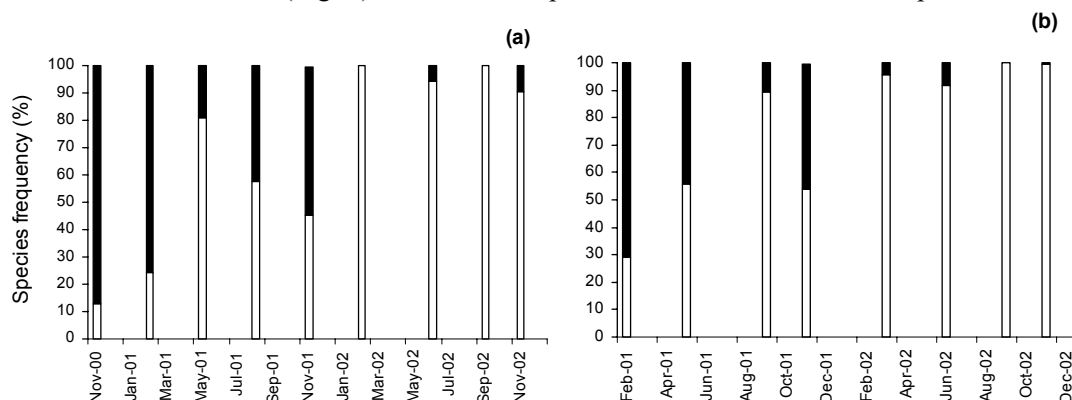 (a)
Species frequency (%)
100
90
80
70
60
50
40
30
20
10
0
Nov-00
Jan-01
Mar-01
May-01
Jul-01
Sep-01
Nov-01
Jan-02
Mar-02
May-02
Jul-02
Sep-02
Nov-02
(b)
100
90
80
70
60
50
40
30
20
10
0
Feb-01
Apr-01
Jun-01
Aug-01
Oct-01
Dec-01
Feb-02
Apr-02
Jun-02
Aug-02
Oct-02
Dec-02